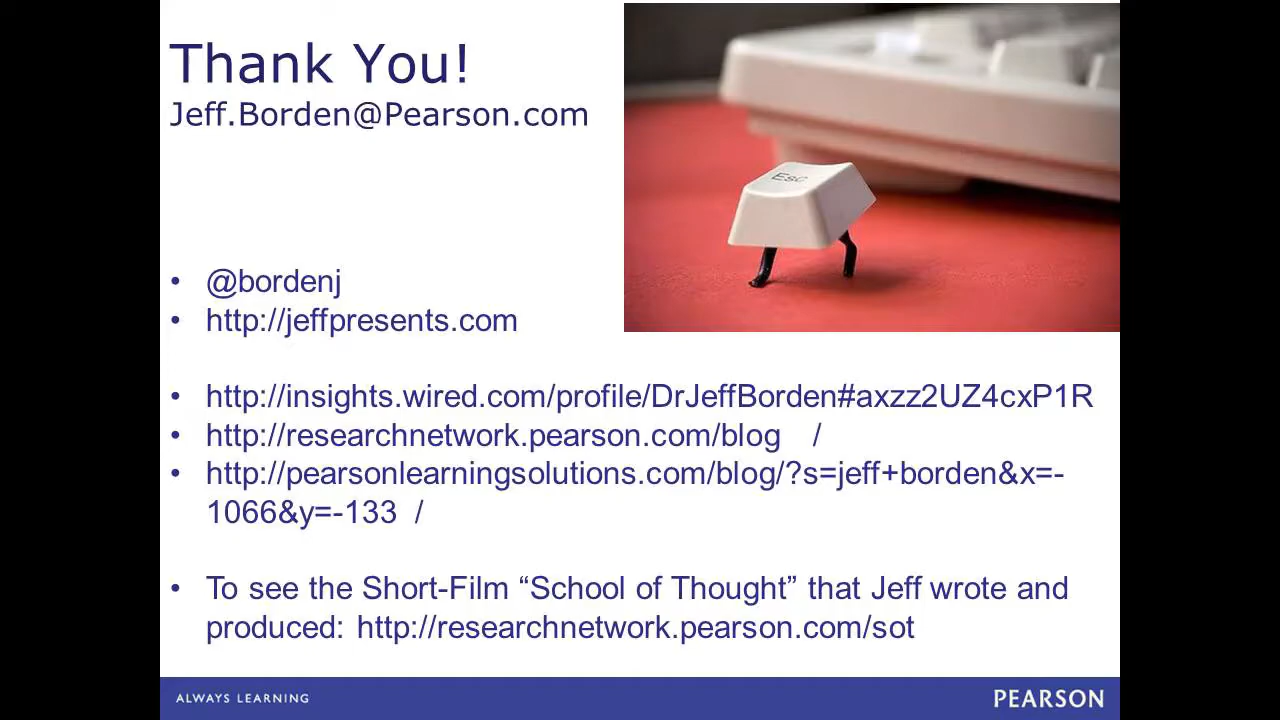 Thank You!
Jeff.Borden@Pearson.com
Esc
• @bordenj
• http://jeffpresents.com
• http://insights.wired.com/profile/DrJeffBorden#axzz2UZ4cxP1R
• http://researchnetwork.pearson.com/blog /
• http://pearsonlearningsolutions.com/blog/?s=jeff+borden&x=-
1066&y=-133 /
• To see the Short-Film “School of Thought” that Jeff wrote and
produced: http://researchnetwork.pearson.com/sot
ALWAYS LEARNING
PEARSON